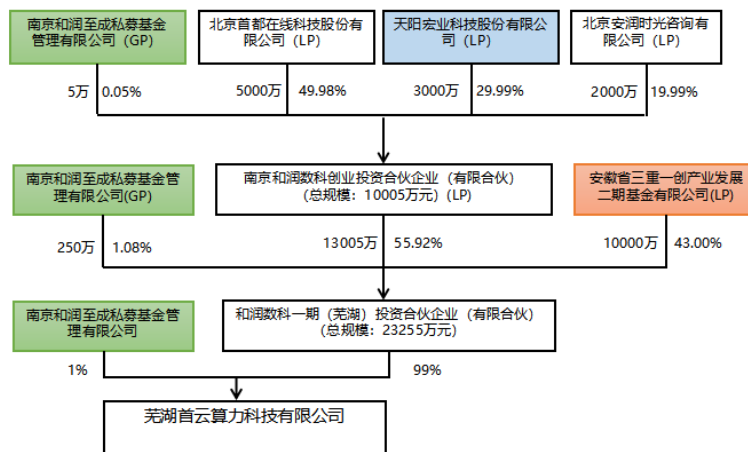 南京和润至成私募基金
管理有限公司（GP）
北京首都在线科技股份有
限公司（LP）
天阳宏业科技股份有限公
司（LP）
北京安润时光咨询有
限公司（LP）
5万 0.05%
5000万 49.98%
3000万 29.99%
2000万 19.99%
南京和润至成私募基金管
理有限公司(GP)
南京和润数科创业投资合伙企业（有限合伙）
（总规模：10005万元）(LP)
安徽省三重一创产业发展
二期基金有限公司(LP)
250万 1.08%
13005万 55.92%
10000万 43.00%
南京和润至成私募基金管
理有限公司
和润数科一期（芜湖）投资合伙企业（有限合伙）
（总规模：23255万元）
1%
99%
芜湖首云算力科技有限公司